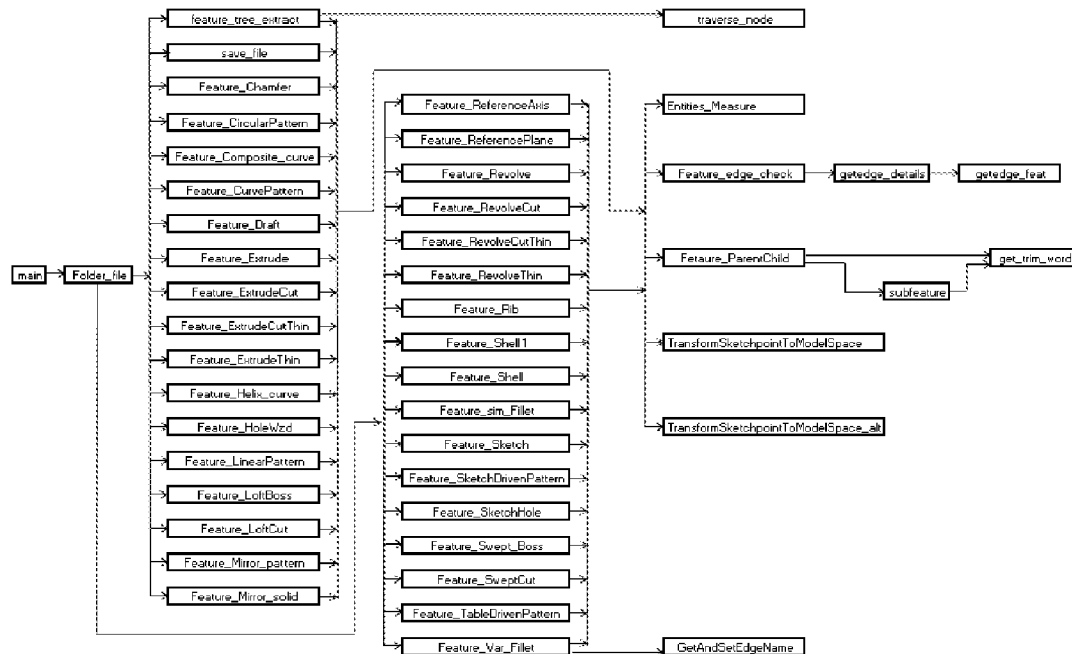 main
Folder_file
feature_tree_extract
save_file
Feature_Chamfer
Feature_CircularPattern
Feature_Composite_curve
Feature_CurvePattern
Feature_Draft
Feature_Extrude
Feature_ExtrudeCut
Feature_ExtrudeCutThin
Feature_ExtrudeThin
Feature_Helix_curve
Feature_HoleWzd
Feature_LinearPattern
Feature_LoftBoss
Feature_LoftCut
Feature_Mirror_pattern
Feature_Mirror_solid
Feature_ReferenceAxis
Feature_ReferencePlane
Feature_Revolve
Feature_RevolveCut
Feature_RevolveCutThin
Feature_RevolveThin
Feature_Rib
Feature_Shell1
Feature_Shell
Feature_sim_Fillet
Feature_Sketch
Feature_SketchDrivenPattern
Feature_SketchHole
Feature_Swept_Boss
Feature_SweptCut
Feature_TableDrivenPattern
Feature_Var_Fillet
traverse_node
Entities_Measure
Feature_edge_check
getedge_details
getedge_feat
Fetaure_ParentChild
get_trim_word
subfeature
TransformSketchpointToModelSpace
TransformSketchpointToModelSpace_alt
GetAndSetEdgeName